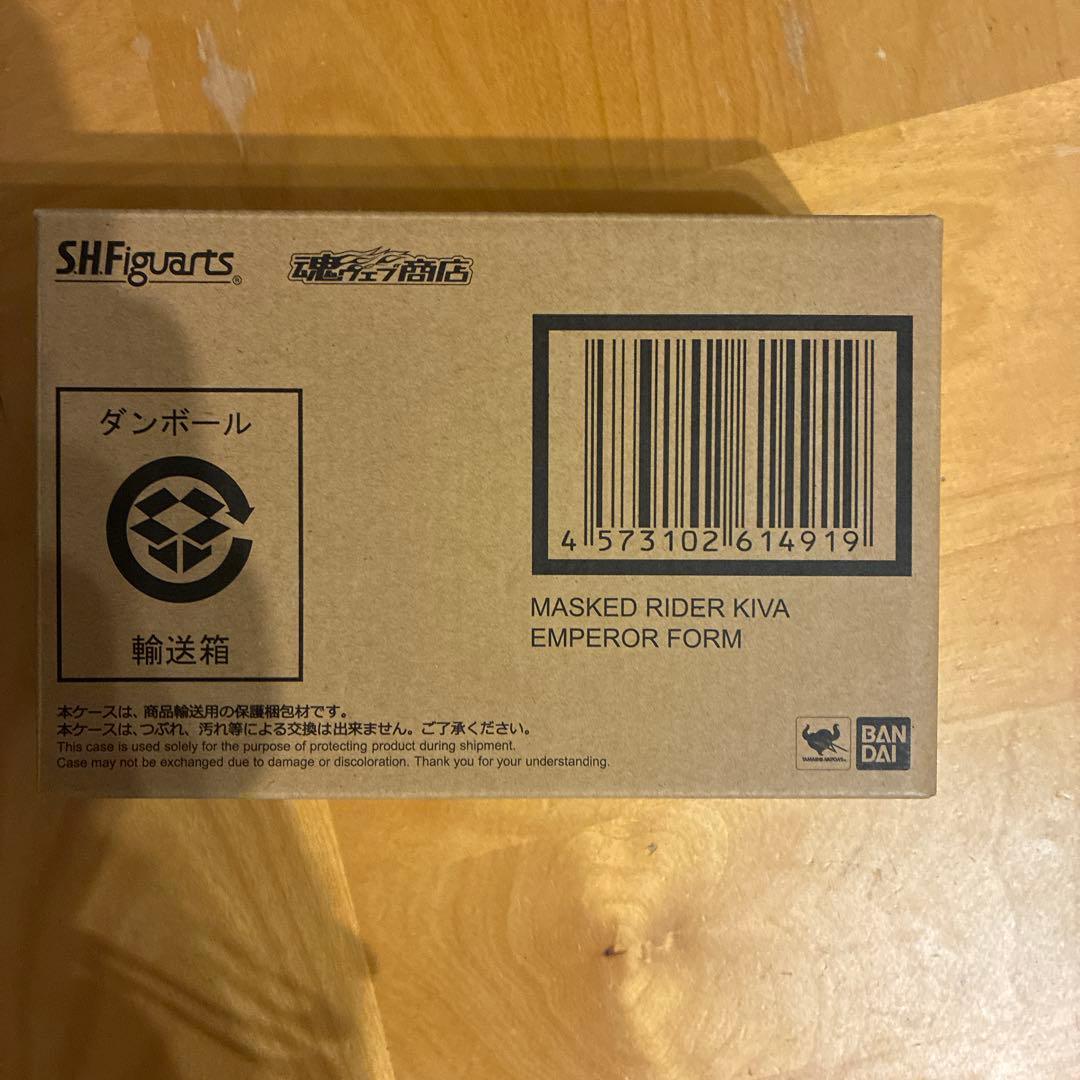 S.H.Figuarts®
魂ウェブ商店
ダンボール
輸送箱
4 573102 614919
MASKED RIDER KIVA
EMPEROR FORM
本ケースは、商品輸送用の保護梱包材です。
本ケースは、つぶれ、汚れ等による交換は出来ません。ご了承ください。
This case is used solely for the purpose of protecting product during shipment.
Case may not be exchanged due to damage or discoloration. Thank you for your understanding.
TAMASHII NATIONS
BAN
DAI